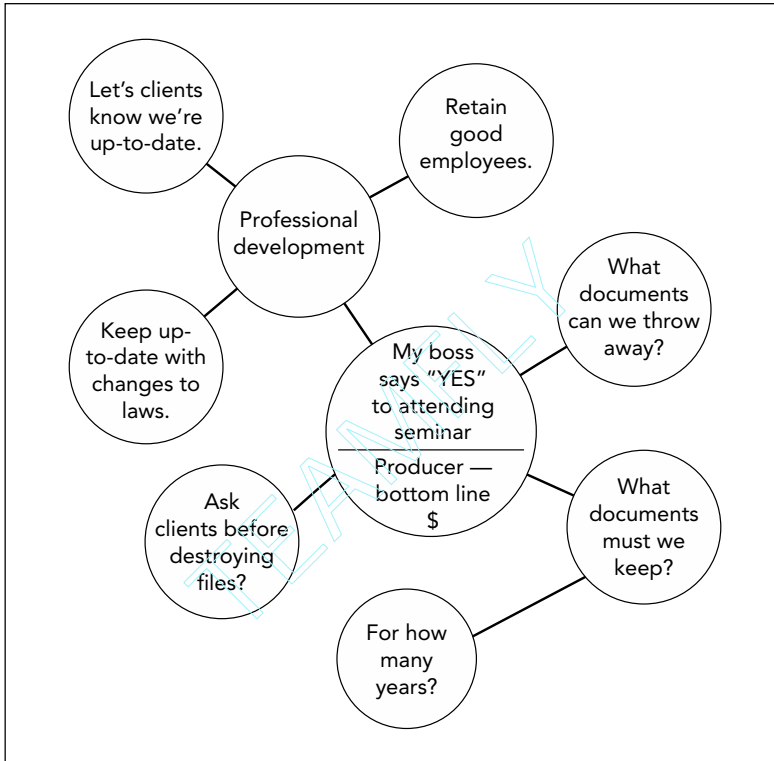 Let's clients
know we're
up-to-date.
Retain
good
employees.
Professional
development
What
documents
can we throw
away?
Keep up-
to-date with
changes to
laws.
My boss
says "YES"
to attending
seminar
Producer —
bottom line
$
Ask
clients before
destroying
files?
What
documents
must we
keep?
For how
many
years?
TEAMFLY